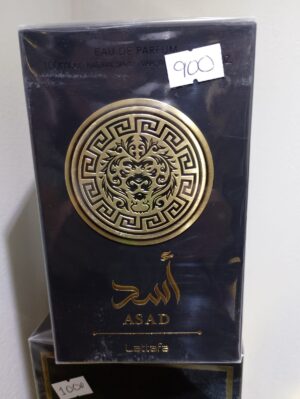 EAU DE PARFUM
900
أسد
ASAD
Lattafa
100